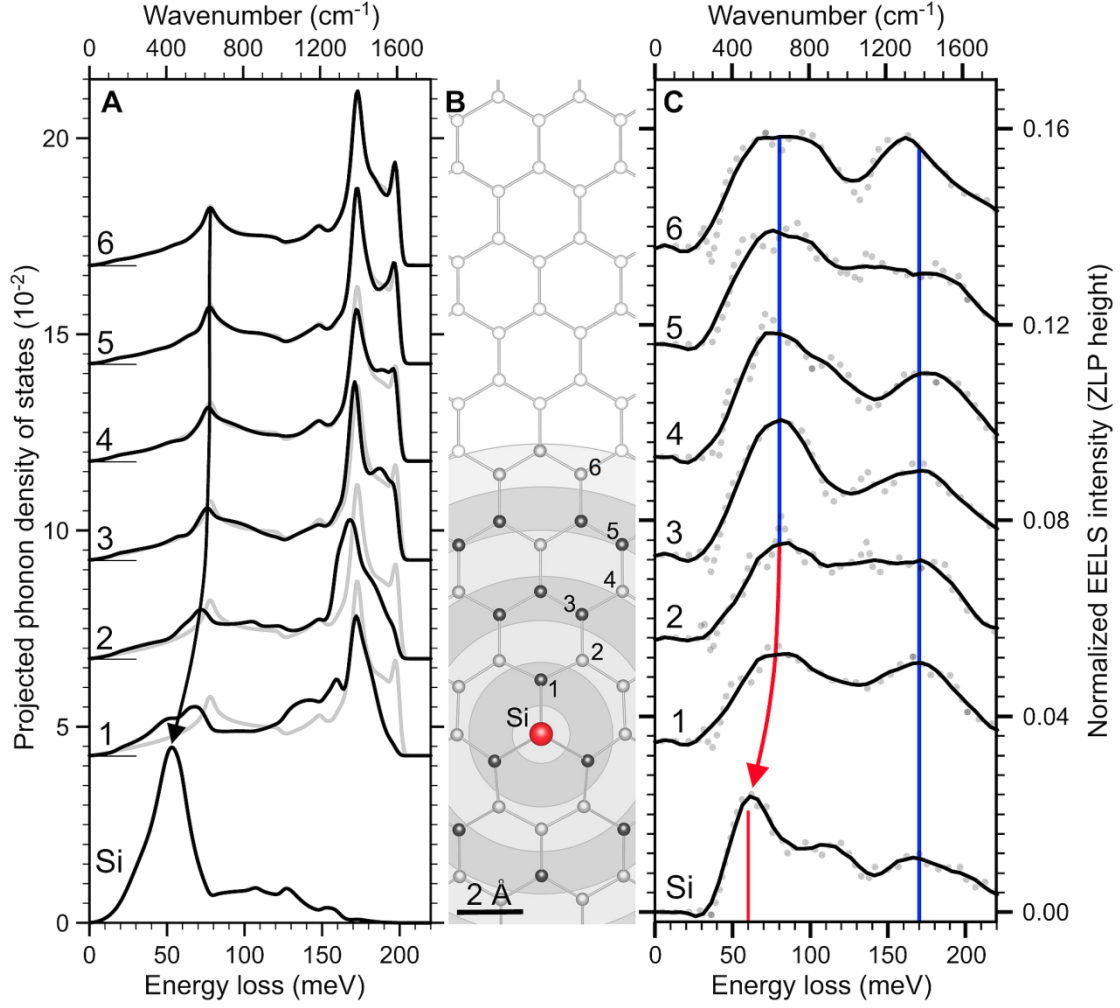 Wavenumber (cm⁻¹)
0 400 800 1200 1600
A
Projected phonon density of states (10⁻²)
20
15
10
5
0
6
5
4
3
2
1
Si
0 50 100 150 200
Energy loss (meV)
B
6
5
4
3
2
1
Si
2 Å
Wavenumber (cm⁻¹)
0 400 800 1200 1600
C
6
5
4
3
2
1
Si
0.16
0.12
0.08
0.04
0.00
Normalized EELS intensity (ZLP height)
0 50 100 150 200
Energy loss (meV)